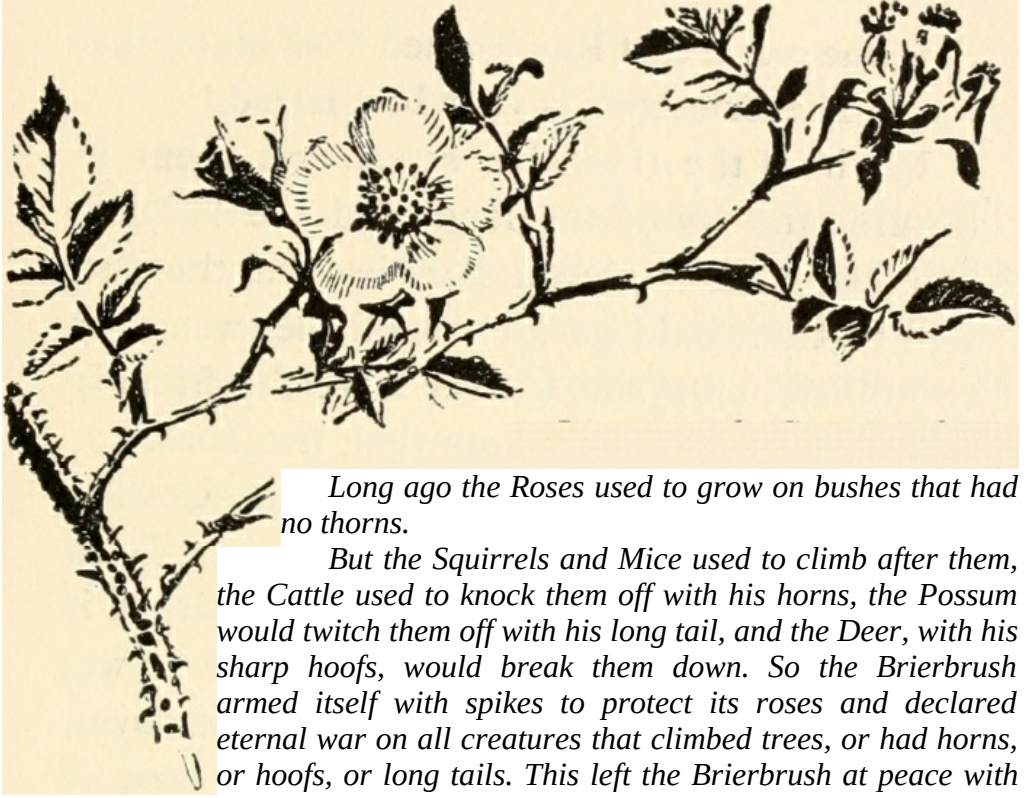 Long ago the Roses used to grow on bushes that had
no thorns.
But the Squirrels and Mice used to climb after them,
the Cattle used to knock them off with his horns, the Possum
would twitch them off with his long tail, and the Deer, with his
sharp hoofs, would break them down. So the Brierbrush
armed itself with spikes to protect its roses and declared
eternal war on all creatures that climbed trees, or had horns,
or hoofs, or long tails. This left the Brierbrush at peace with